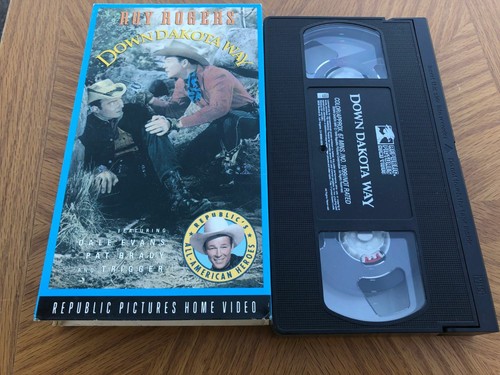 ROY ROGERS
DOWN DAKOTA WAY
FEATURING
DALE EVANS
PAT BRADY
AND TRIGGER
REPUBLIC'S
ALL-AMERICAN HEROES
REPUBLIC PICTURES HOME VIDEO
DOWN DAKOTA WAY